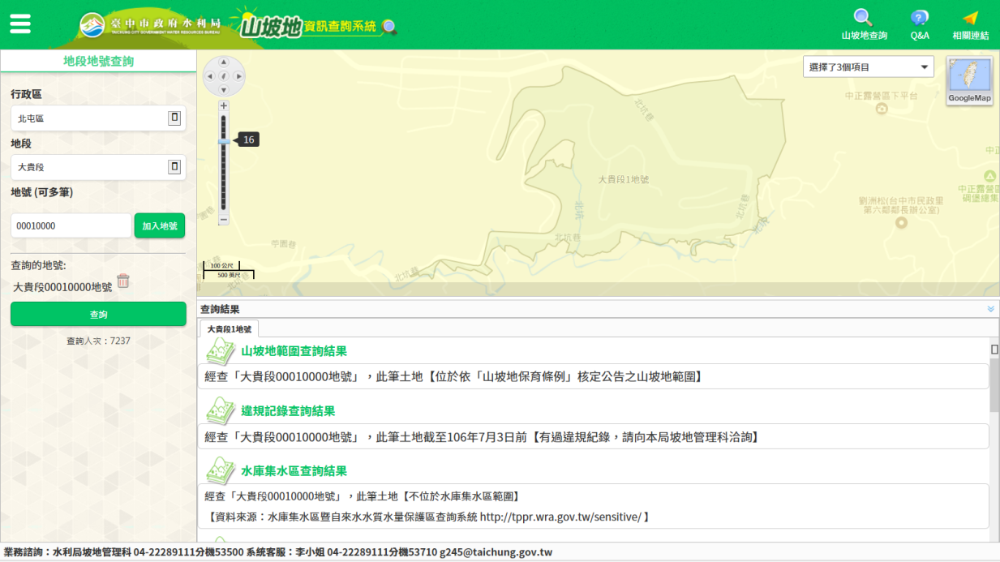 臺中市政府水利局
TAICHUNG CITY GOVERNMENT WATER RESOURCES BUREAU
山坡地資訊查詢系統
山坡地查詢
Q&A
相關連結
地段地號查詢
行政區
北屯區
地段
大貴段
地號 (可多筆)
00010000
加入地號
查詢的地號:
大貴段00010000地號
查詢
查詢人次：7237
16
選擇了3個項目
GoogleMap
中正露營區下平台
北坑巷
大貴段1地號
北坑
北坑巷
北坑巷
北坑
劉洲松(台中市民政里
第六鄰鄰長辦公室)
中正露營區
碉堡總集
北坑巷
100 公尺
500 英尺
查詢結果
大貴段1地號
山坡地範圍查詢結果
經查「大貴段00010000地號」，此筆土地【位於依「山坡地保育條例」核定公告之山坡地範圍】
違規記錄查詢結果
經查「大貴段00010000地號」，此筆土地截至106年7月3日前【有過違規紀錄，請向本局坡地管理科洽詢】
水庫集水區查詢結果
經查「大貴段00010000地號」，此筆土地【不位於水庫集水區範圍】
【資料來源：水庫集水區暨自來水水質水量保護區查詢系統 http://tppr.wra.gov.tw/sensitive/ 】
業務諮詢：水利局坡地管理科 04-22289111分機53500 系統客服：李小姐 04-22289111分機53710 g245@taichung.gov.tw